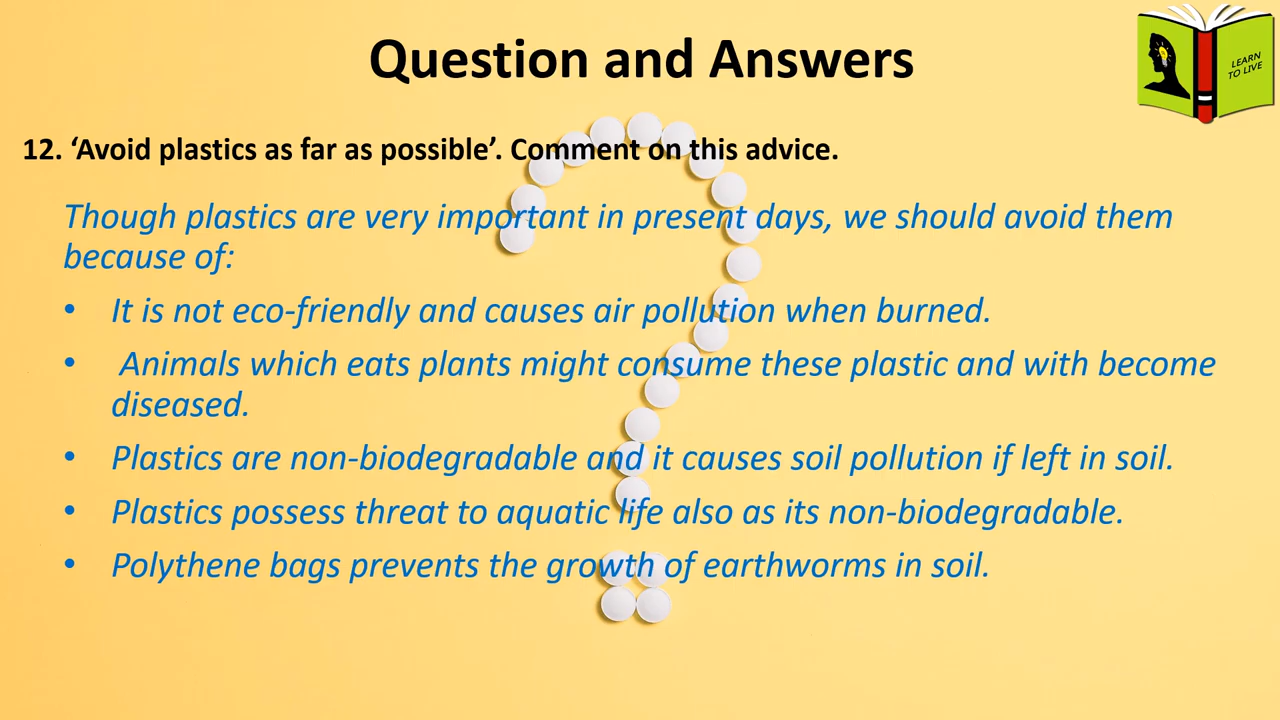 Question and Answers
LEARN
TO LIVE
12. ‘Avoid plastics as far as possible’. Comment on this advice.
Though plastics are very important in present days, we should avoid them
because of:
• It is not eco-friendly and causes air pollution when burned.
• Animals which eats plants might consume these plastic and with become
diseased.
• Plastics are non-biodegradable and it causes soil pollution if left in soil.
• Plastics possess threat to aquatic life also as its non-biodegradable.
• Polythene bags prevents the growth of earthworms in soil.